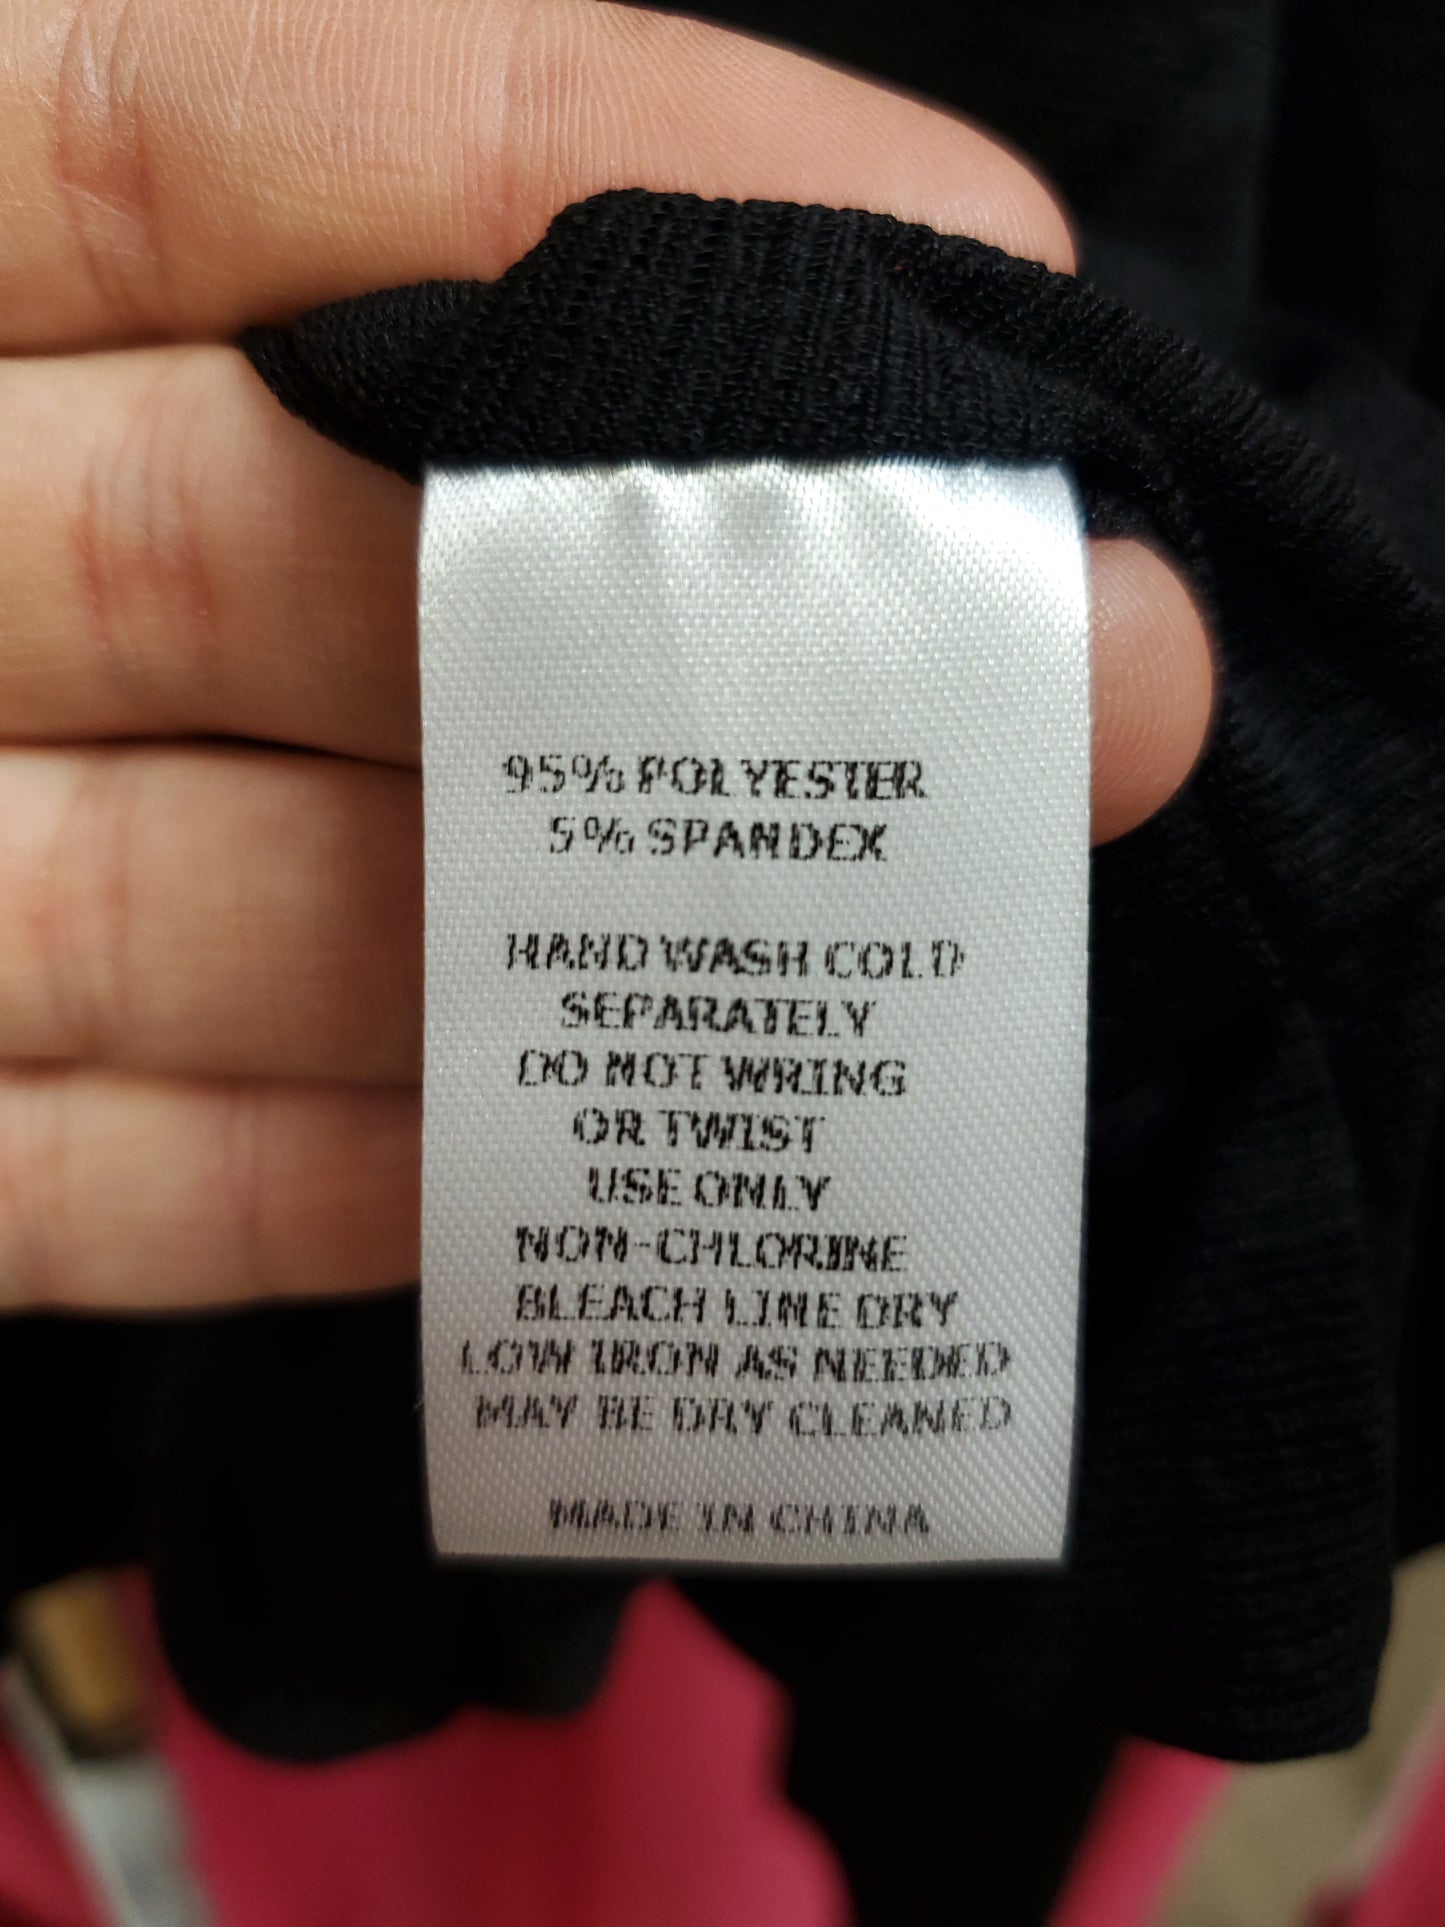 95% POLYESTER
5% SPANDEX
HAND WASH COLD
SEPARATELY
DO NOT WRING
OR TWIST
USE ONLY
NON-CHLORINE
BLEACH LINE DRY
LOW IRON AS NEEDED
MAY BE DRY CLEANED
MADE IN CHINA